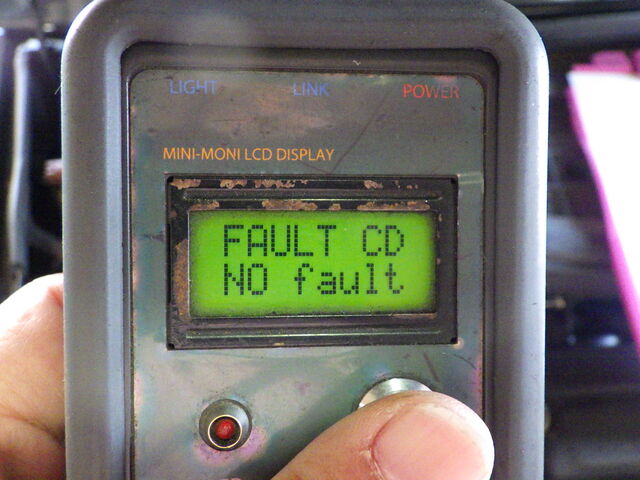 LIGHT LINK POWER
MINI-MONI LCD DISPLAY
FAULT CD
NO fault